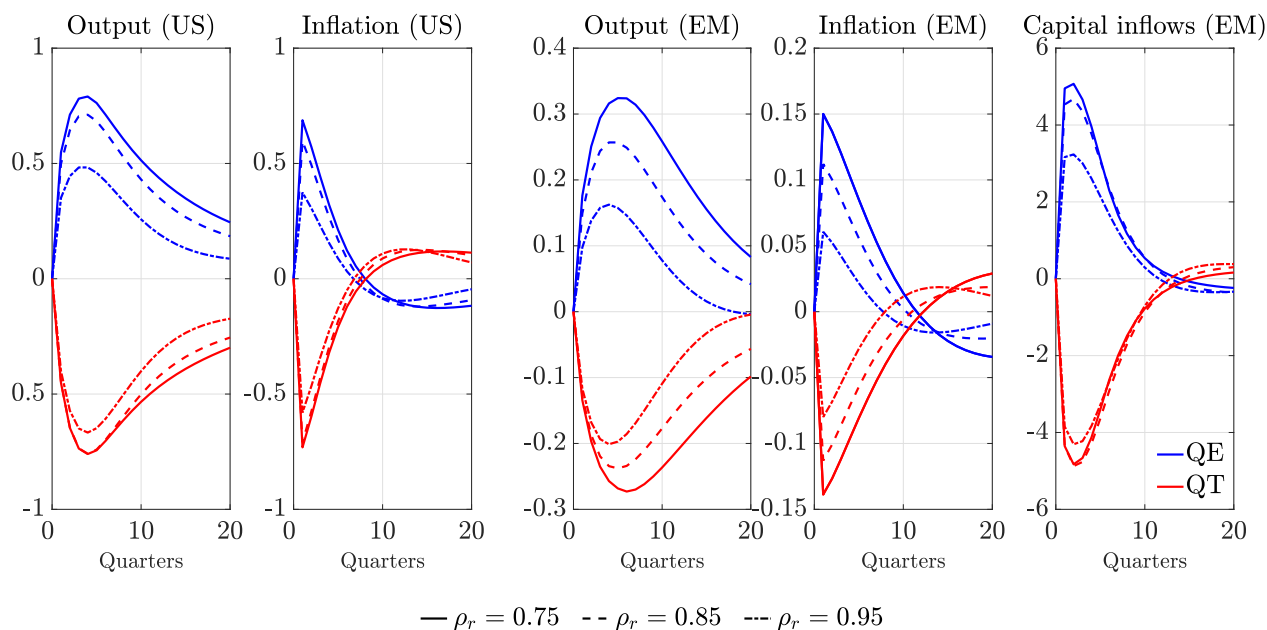 Output (US) Inflation (US) Output (EM) Inflation (EM) Capital inflows (EM)
1 1 0.4 0.15 6
0.3 0.1 4
0.5 0.5 0.2 0.05 2
0.1
0 0 0 0 0
-0.1 -0.05 -2
0.5 -0.5 -0.2 -0.1 -4
QE
QT
-1 -1 -0.3 0.15 -6
0 10 20 0 10 20 0 10 20 0 10 20 0 10 20
Quarters Quarters Quarters Quarters Quarters
ρr = 0.75 ρr = 0.85 ρr = 0.95